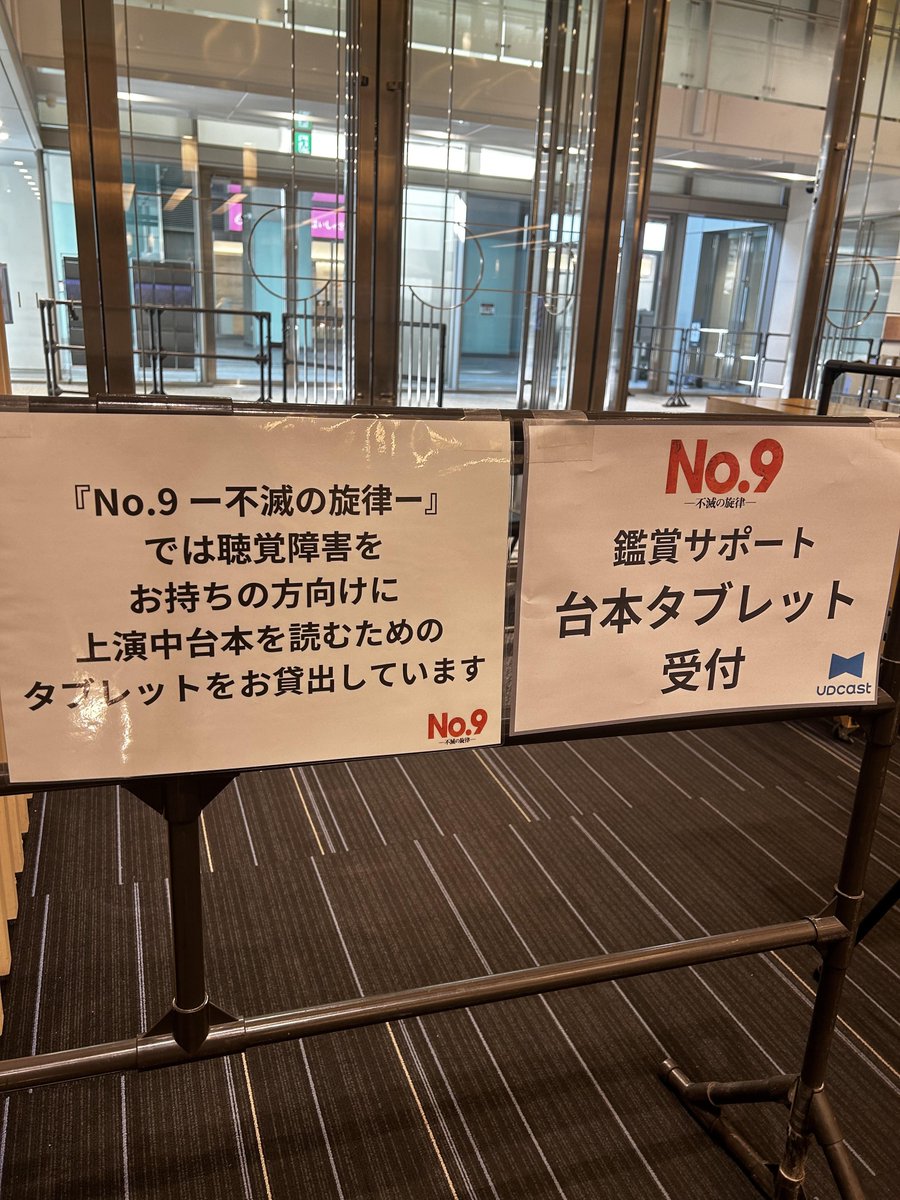 『No.9 ー不滅の旋律ー』
では聴覚障害を
お持ちの方向けに
上演中台本を読むための
タブレットをお貸出しています
No.9
―不滅の旋律―
No.9
―不滅の旋律―
鑑賞サポート
台本タブレット
受付
UDCast